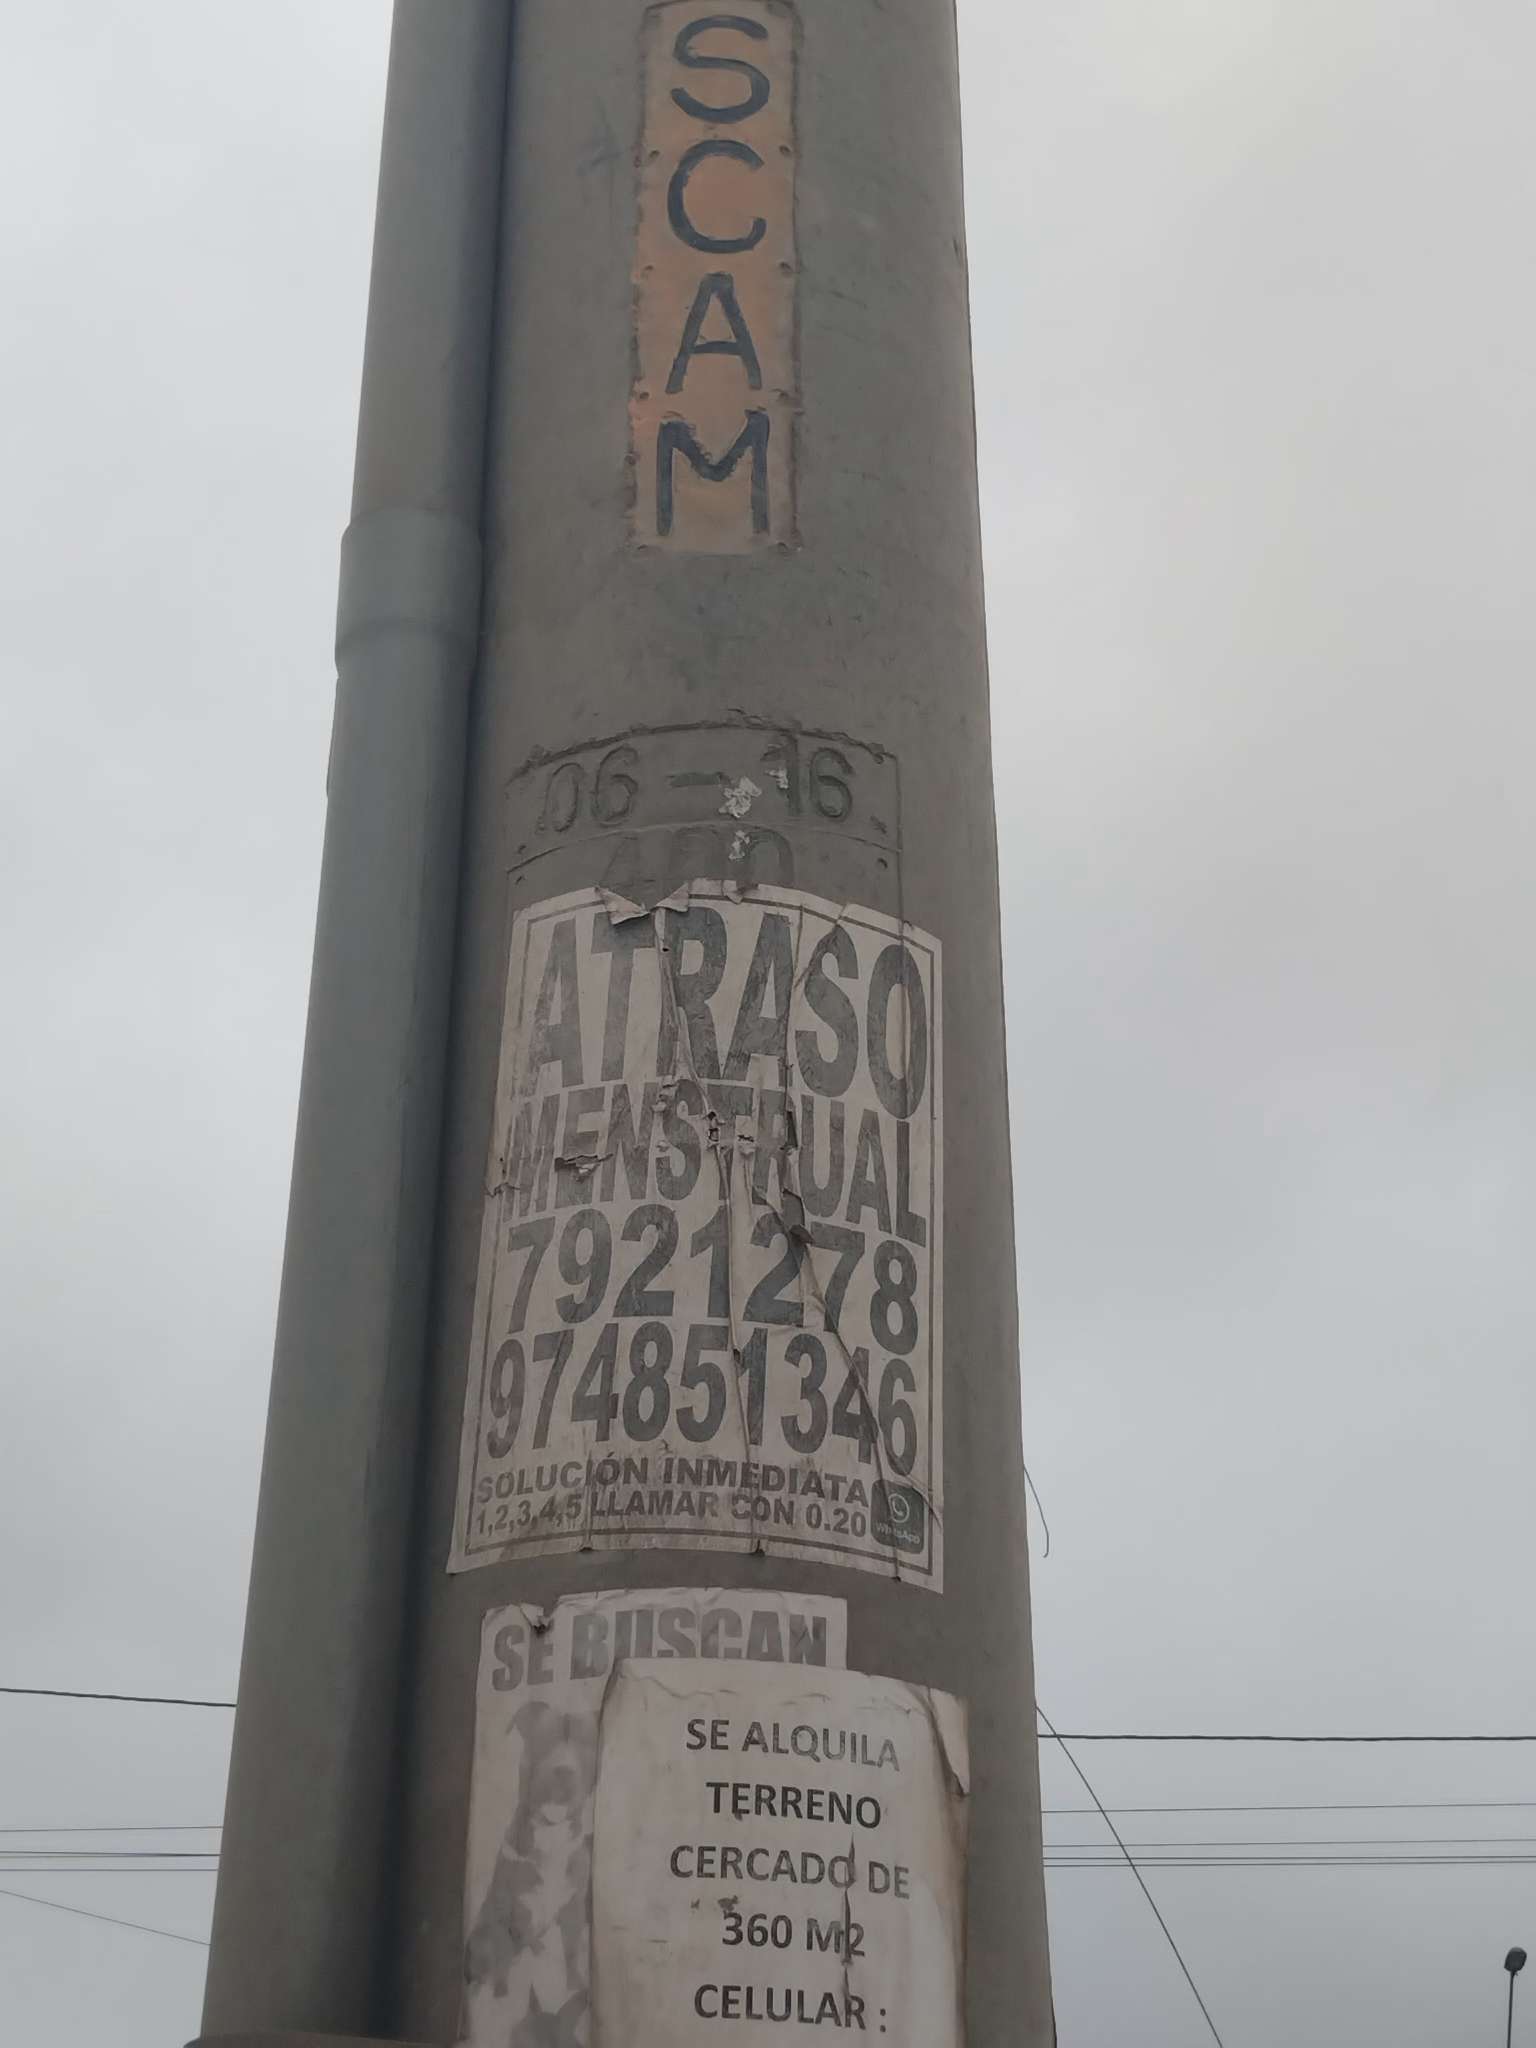 SCAM
06-16
ATRASO
MENSTRUAL
7921278
974851346
SOLUCIÓN INMEDIATA
1,2,3,4,5 LLAMAR CON 0.20
WhatsApp
SE BUSCAN
SE ALQUILA
TERRENO
CERCADO DE
360 M2
CELULAR :